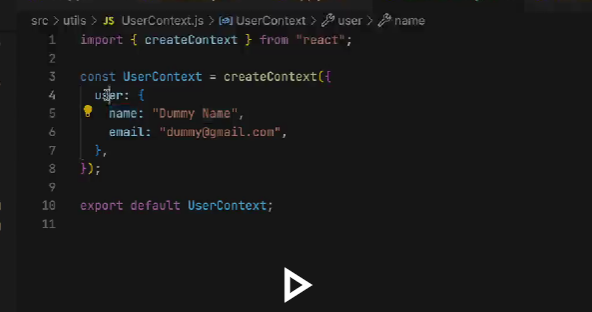 src > utils > JS UserContext.js > UserContext > user > name
1 import { createContext } from "react";
2
3 const UserContext = createContext({
4 user: {
5 name: "Dummy Name",
6 email: "dummy@gmail.com",
7 },
8 });
9
10 export default UserContext;
11